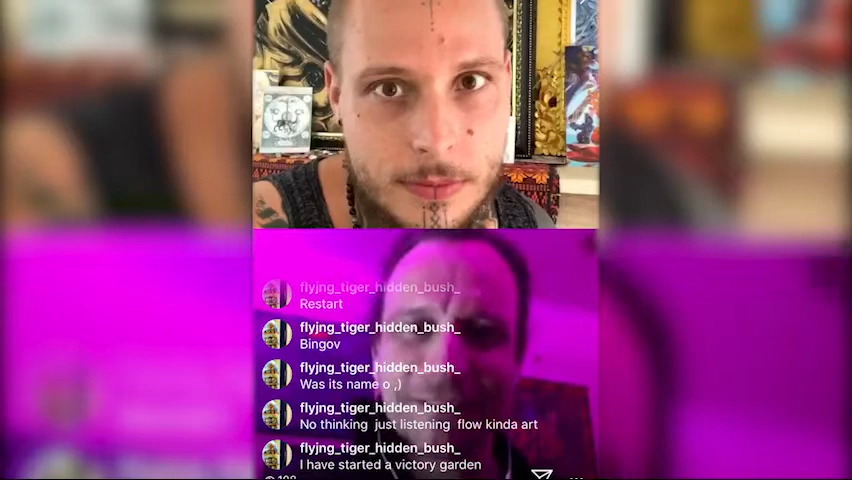 flyjng_tiger_hidden_bush_
Restart
flyjng_tiger_hidden_bush_
Bingov
flyjng_tiger_hidden_bush_
Was its name o ,)
flyjng_tiger_hidden_bush_
No thinking just listening flow kinda art
flyjng_tiger_hidden_bush_
I have started a victory garden